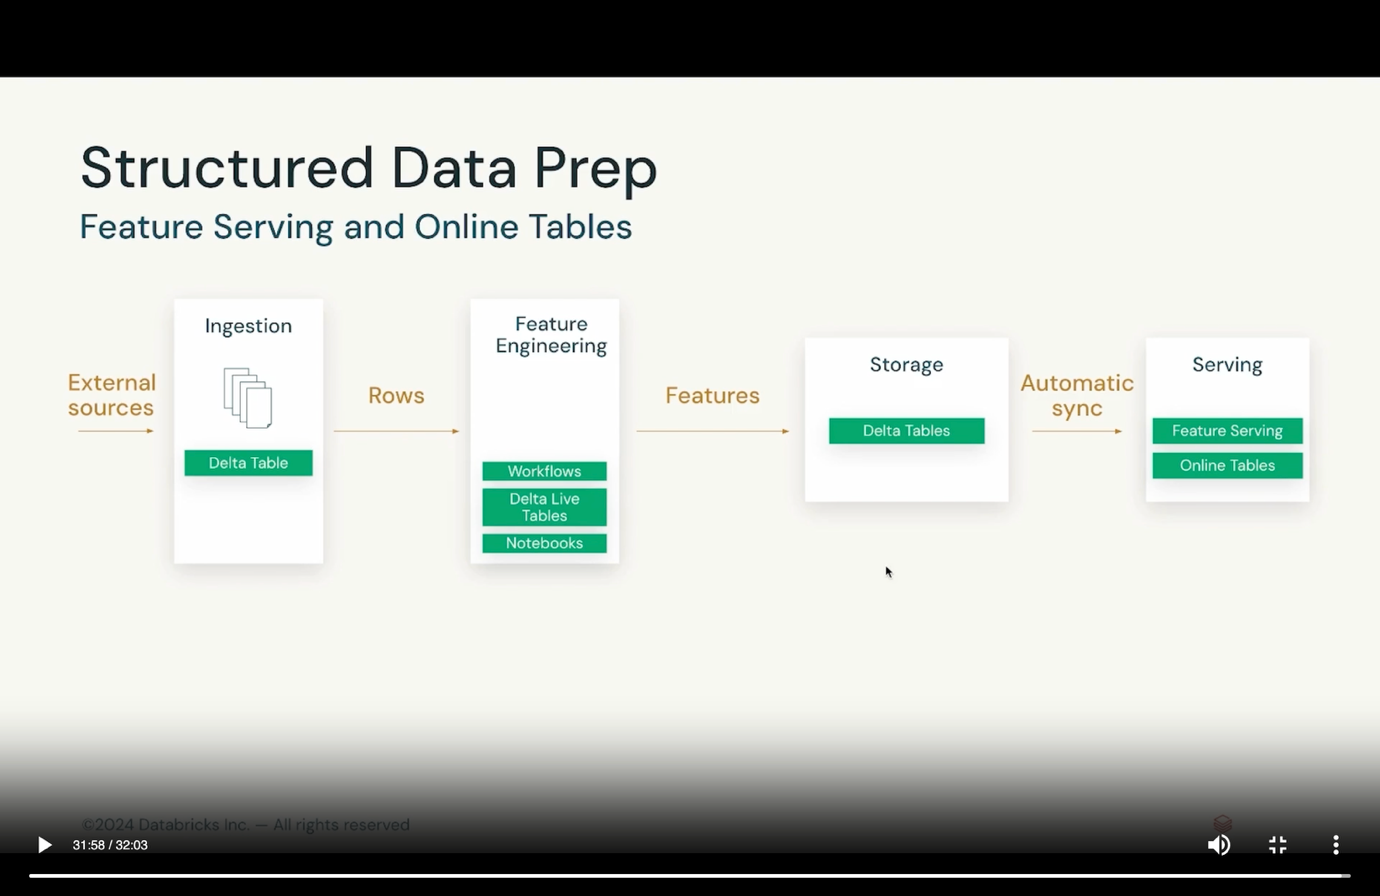 Structured Data Prep
Feature Serving and Online Tables
External
sources
Ingestion
Delta Table
Rows
Feature
Engineering
Workflows
Delta Live
Tables
Notebooks
Features
Storage
Delta Tables
Automatic
sync
Serving
Feature Serving
Online Tables
©2024 Databricks Inc. — All rights reserved
31:58 / 32:03